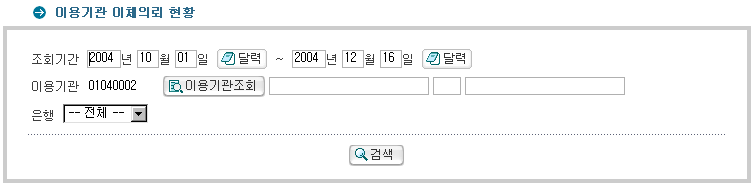 이용기관 이체의뢰 현황
조회기간 2004 년 10 월 01 일 달력 ~ 2004 년 12 월 16 일 달력
이용기관 01040002 이용기관조회
은행 -- 전체 --
검색